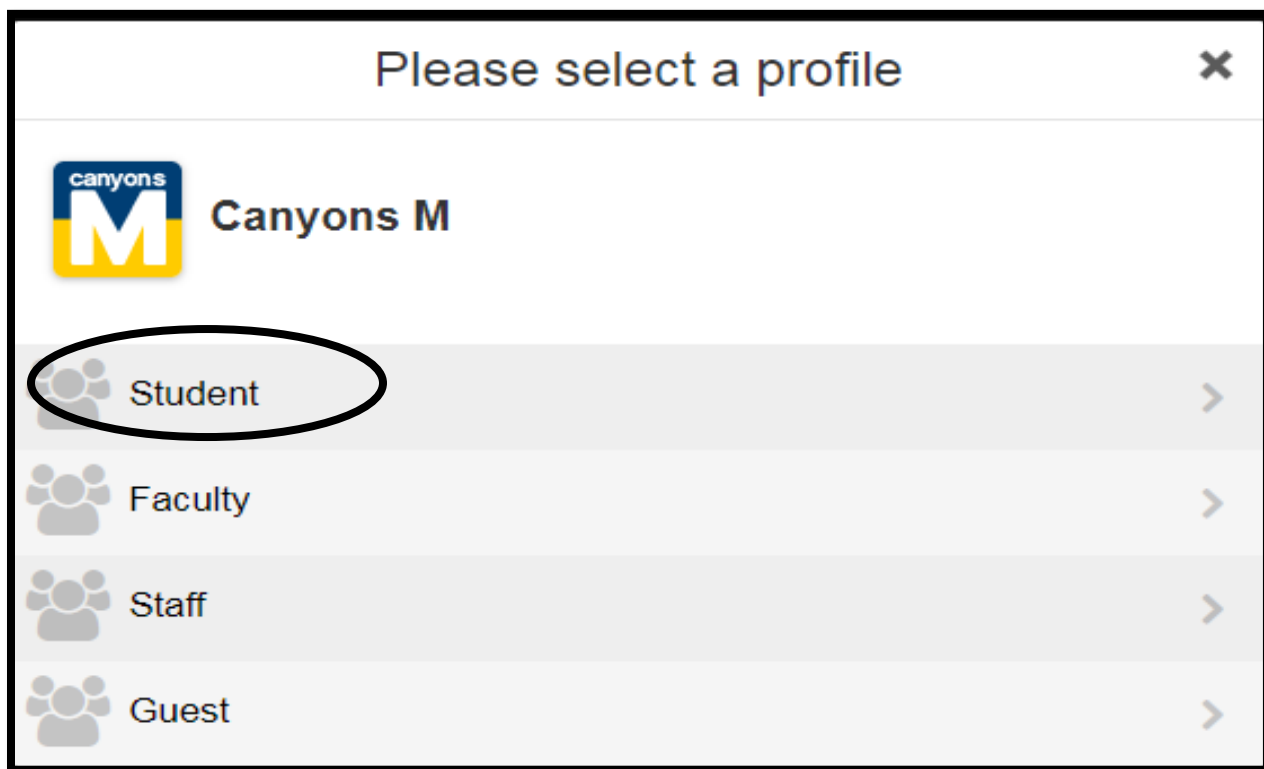 Please select a profile
canyons
M
Canyons M
Student
Faculty
Staff
Guest